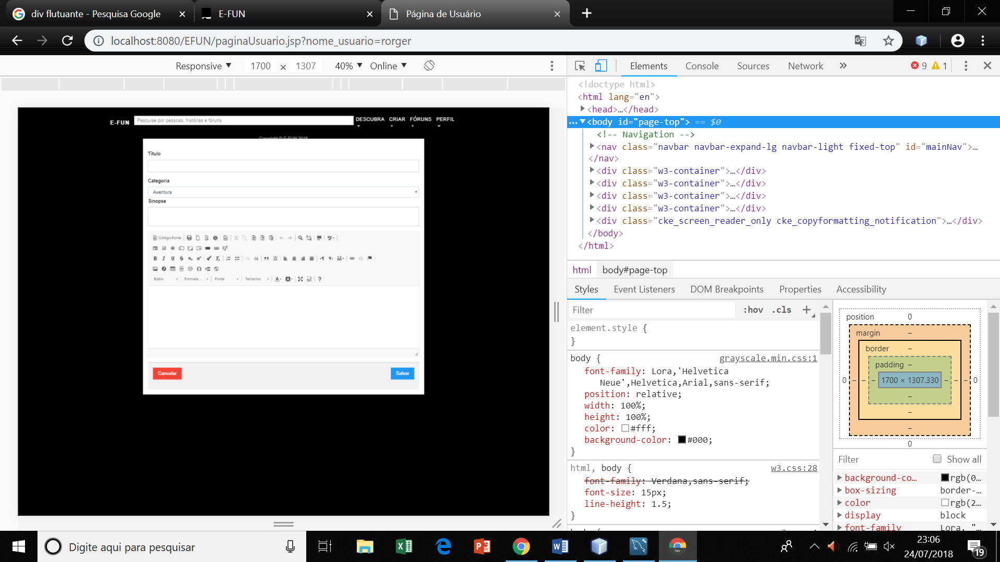 div flutuante - Pesquisa Google
E-FUN
Página de Usuário
localhost:8080/EFUN/paginaUsuario.jsp?nome_usuario=rorger
Responsive ▼ 1700 × 1307 40% ▼ Online ▼
Elements Console Sources Network » 9 1
E-FUN
Pesquise por pessoas, histórias e fóruns
DESCUBRA CRIAR FÓRUNS PERFIL
Copyright © E-FUN 2018
Título
Categoria
Aventura
Sinopse
Código-Fonte
B I U S
Estilo Formata... Fonte Tamanho A A ?
Cancelar Salvar
<!doctype html>
<html lang="en">
<head>…</head>
… <body id="page-top"> == $0
<!-- Navigation -->
<nav class="navbar navbar-expand-lg navbar-light fixed-top" id="mainNav">…
</nav>
<div class="w3-container">…</div>
<div class="w3-container">…</div>
<div class="w3-container">…</div>
<div class="w3-container">…</div>
<div class="cke_screen_reader_only cke_copyformatting_notification">…</div>
</body>
</html>
html body#page-top
Styles Event Listeners DOM Breakpoints Properties Accessibility
Filter :hov .cls +
element.style {
}
body { grayscale.min.css:1
font-family: Lora,'Helvetica
Neue',Helvetica,Arial,sans-serif;
position: relative;
width: 100%;
height: 100%;
color: #fff;
background-color: #000;
}
html, body { w3.css:28
font-family: Verdana,sans-serif;
font-size: 15px;
line-height: 1.5;
}
position 0
margin –
border –
padding –
0 – – – 1700 × 1307.330 – – – 0
–
–
–
0
Filter Show all
background-co… rgb(0…
box-sizing border-…
color rgb(2…
display block
font-family Lora, "…
Digite aqui para pesquisar
Dev
23:06
24/07/2018
19